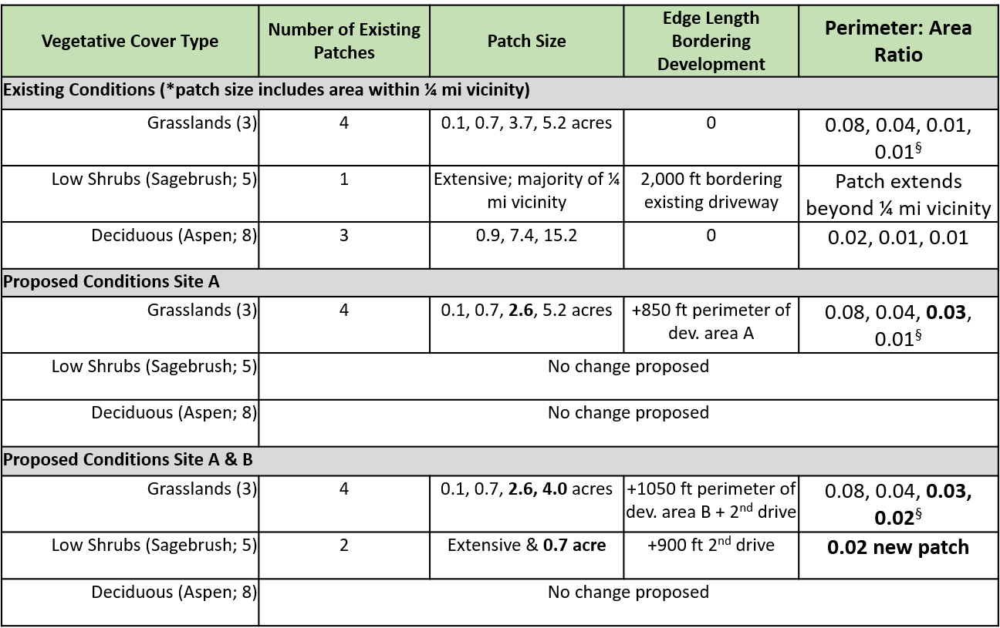 Vegetative Cover Type
Number of Existing
Patches
Patch Size
Edge Length
Bordering
Development
Perimeter: Area
Ratio
Existing Conditions (*patch size includes area within ¼ mi vicinity)
Grasslands (3)
4
0.1, 0.7, 3.7, 5.2 acres
0
0.08, 0.04, 0.01,
0.01§
Low Shrubs (Sagebrush; 5)
1
Extensive; majority of ¼
mi vicinity
2,000 ft bordering
existing driveway
Patch extends
beyond ¼ mi vicinity
Deciduous (Aspen; 8)
3
0.9, 7.4, 15.2
0
0.02, 0.01, 0.01
Proposed Conditions Site A
Grasslands (3)
4
0.1, 0.7, 2.6, 5.2 acres
+850 ft perimeter of
dev. area A
0.08, 0.04, 0.03,
0.01§
Low Shrubs (Sagebrush; 5)
No change proposed
Deciduous (Aspen; 8)
No change proposed
Proposed Conditions Site A & B
Grasslands (3)
4
0.1, 0.7, 2.6, 4.0 acres
+1050 ft perimeter of
dev. area B + 2nd drive
0.08, 0.04, 0.03,
0.02§
Low Shrubs (Sagebrush; 5)
2
Extensive & 0.7 acre
+900 ft 2nd drive
0.02 new patch
Deciduous (Aspen; 8)
No change proposed